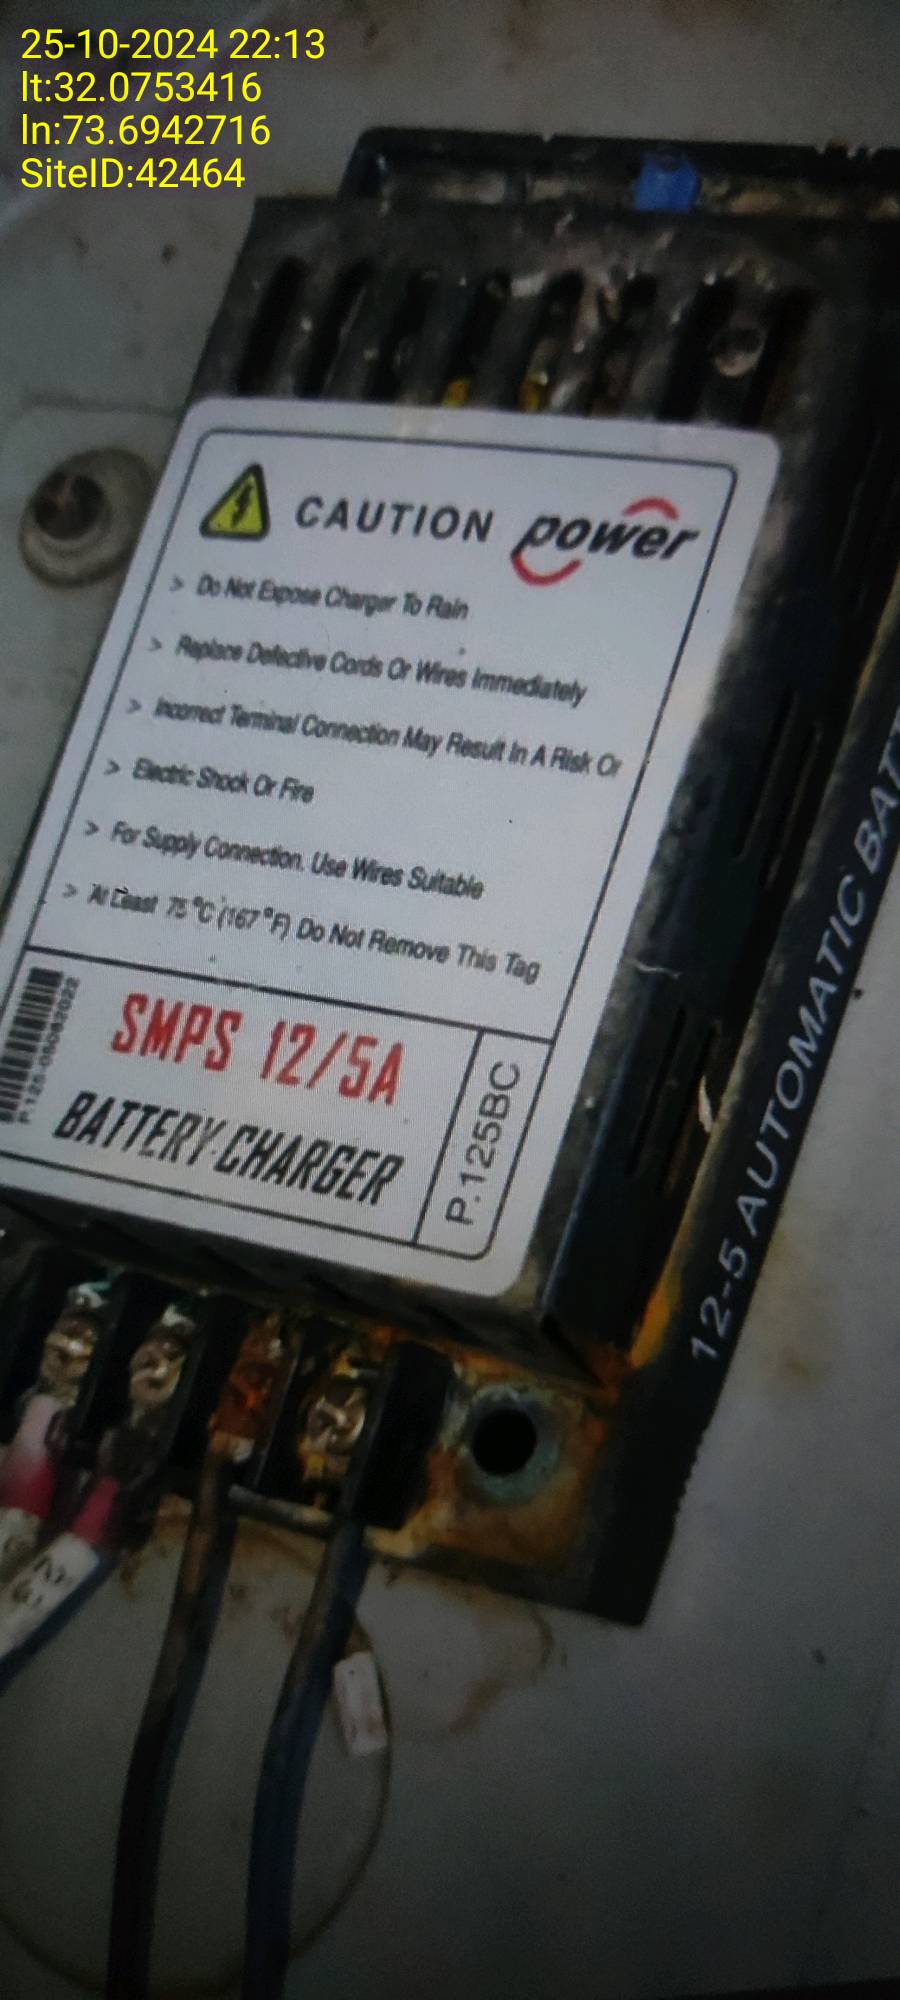 25-10-2024 22:13
lt:32.0753416
ln:73.6942716
SiteID:42464
CAUTION power
> Do Not Expose Charger To Rain
> Replace Defective Cords Or Wires Immediately
> Incorrect Terminal Connection May Result In A Risk Or
> Electric Shock Or Fire
> For Supply Connection. Use Wires Suitable
> At Least 75 °C (167 °F) Do Not Remove This Tag
SMPS 12/5A
BATTERY CHARGER
P.125BC
12-5 AUTOMATIC BATT